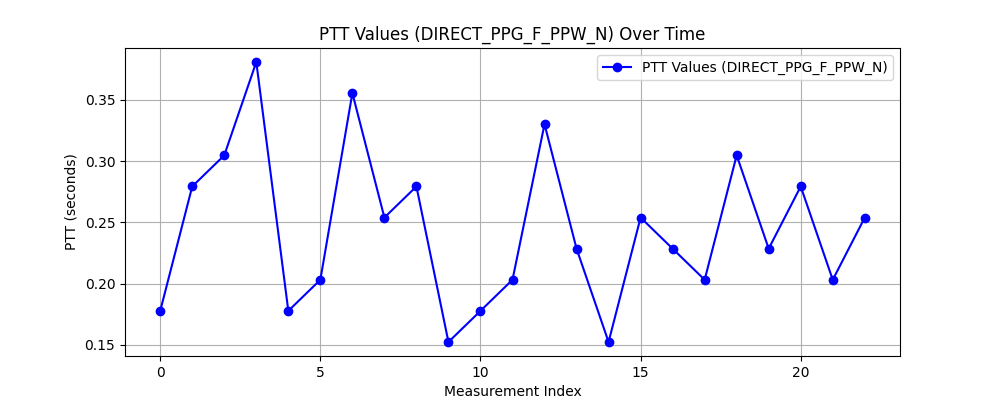 PTT Values (DIRECT_PPG_F_PPW_N) Over Time
PTT Values (DIRECT_PPG_F_PPW_N)
PTT (seconds)
0.35
0.30
0.25
0.20
0.15
0 5 10 15 20
Measurement Index